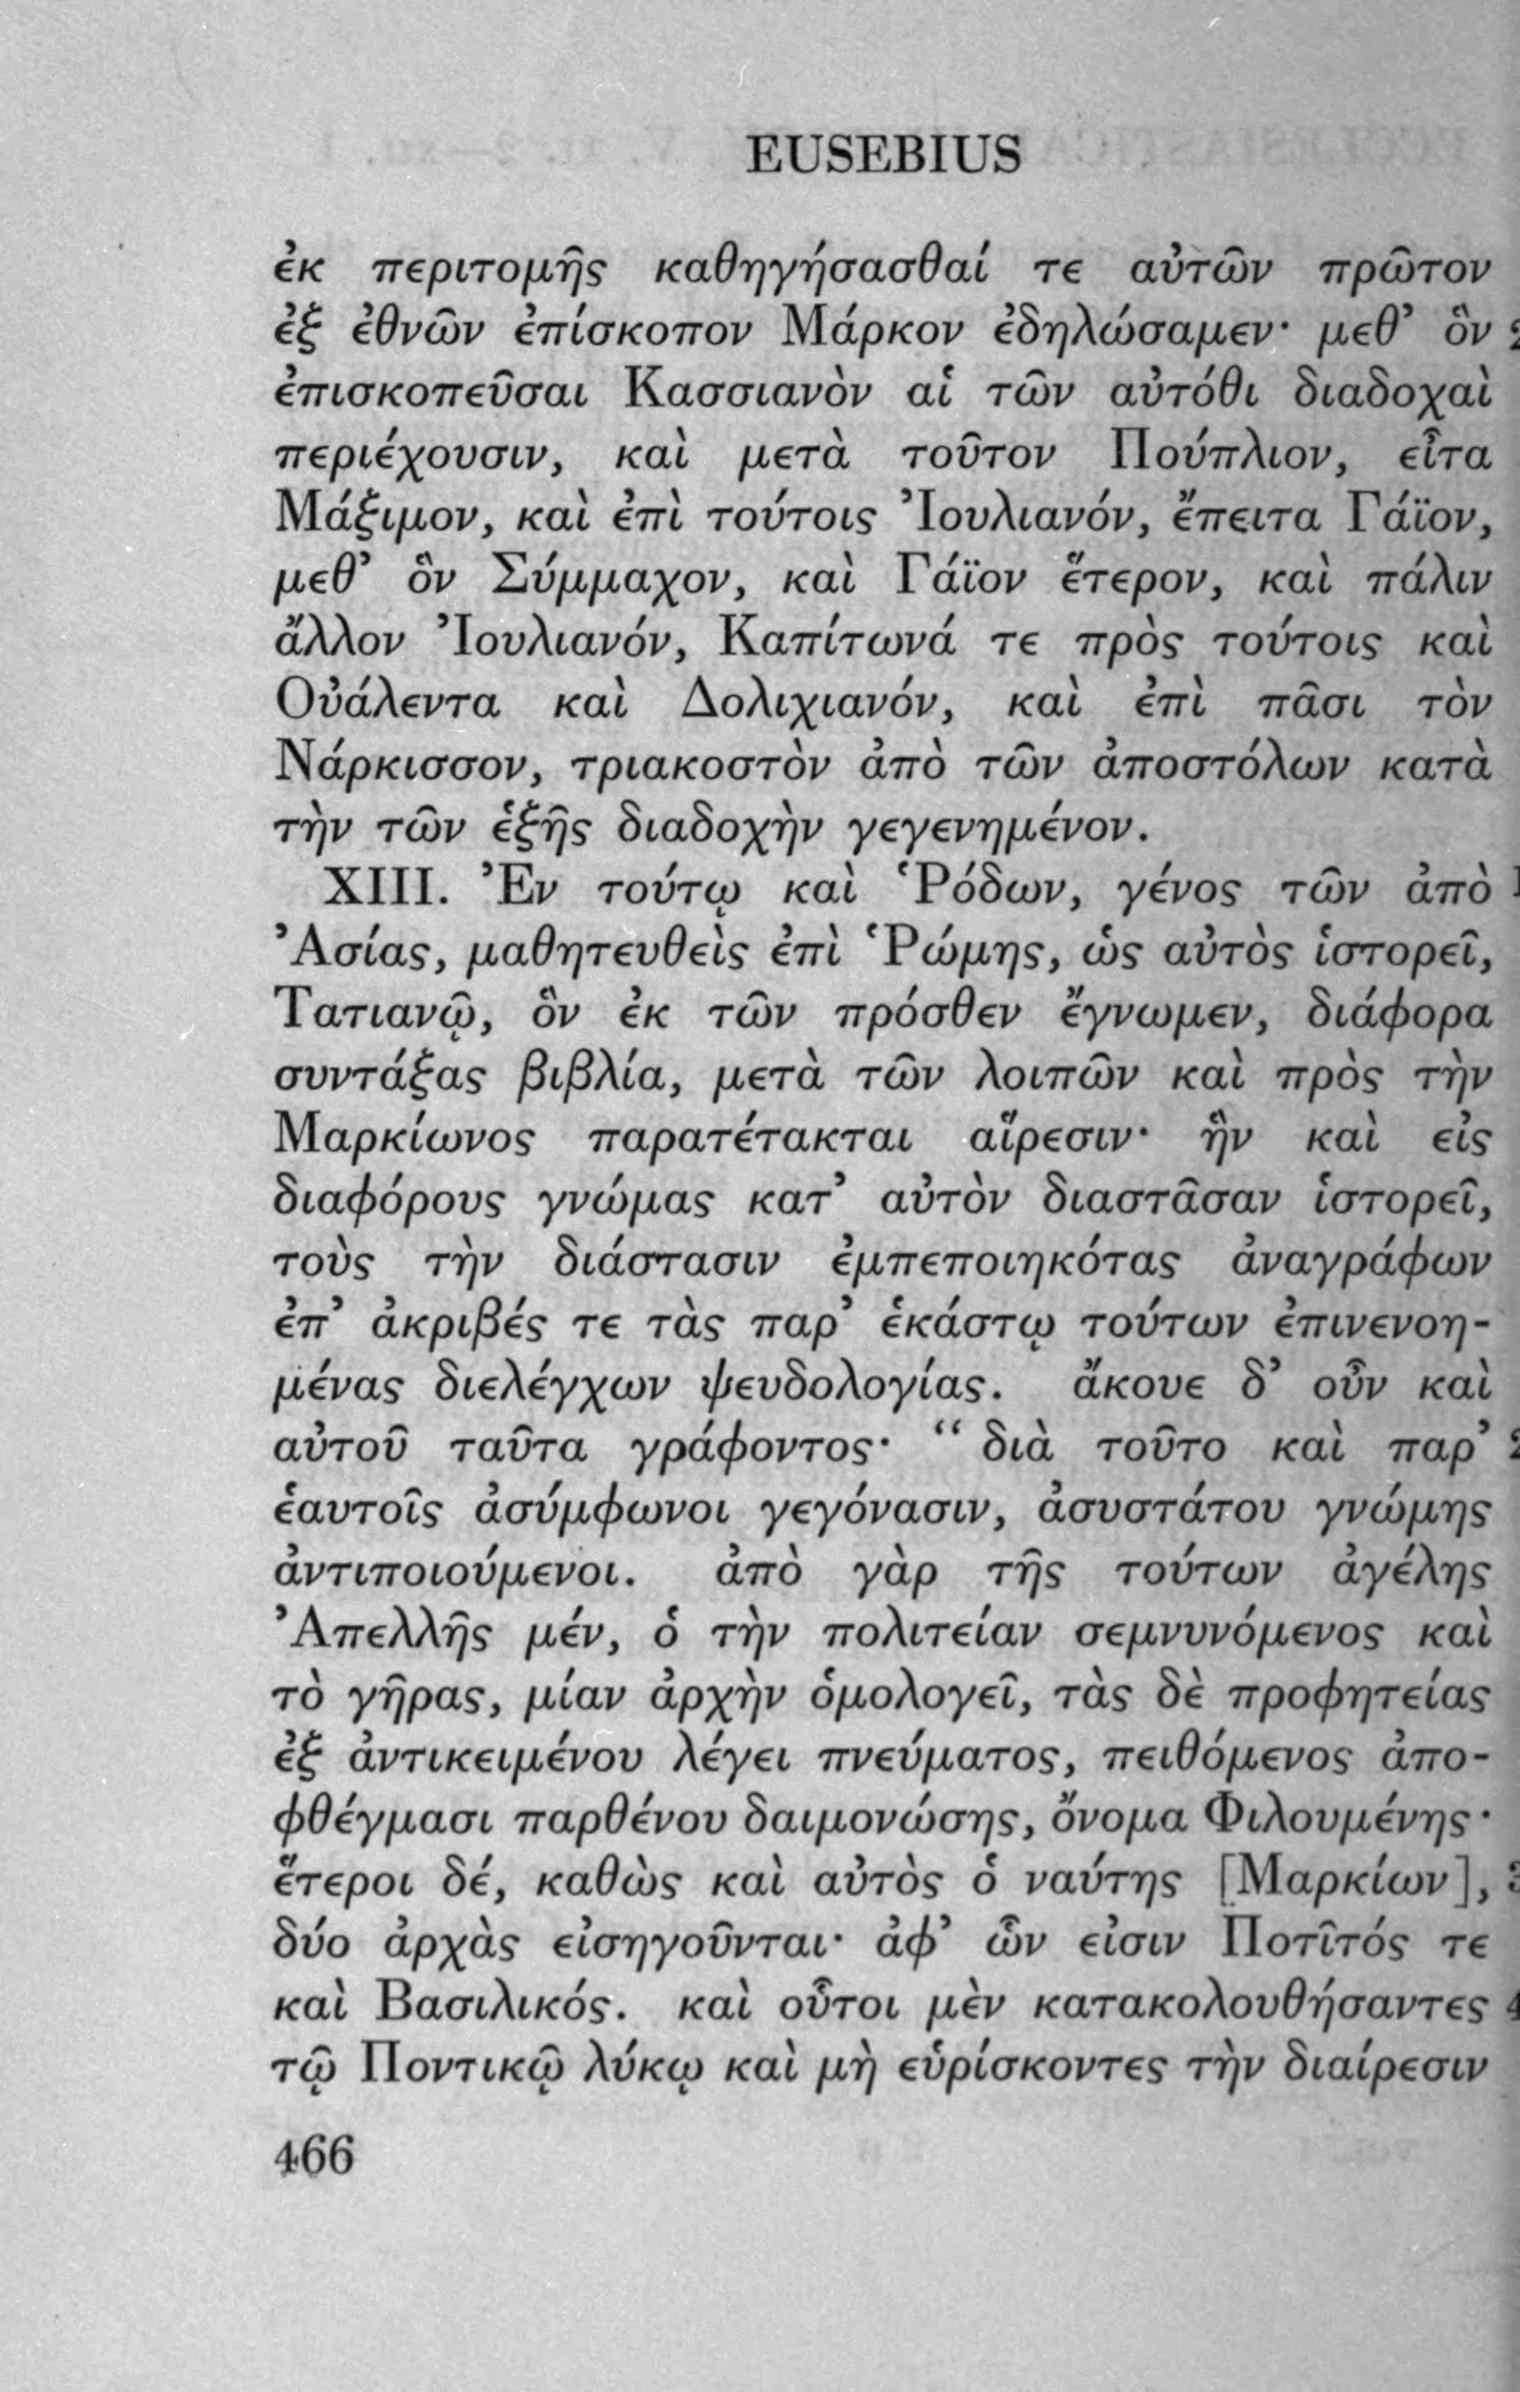 EUSEBIUS
ἐκ περιτομῆς καθηγήσασθαί τε αὐτῶν πρῶτον
ἐξ ἐθνῶν ἐπίσκοπον Μάρκον ἐδηλώσαμεν· μεθ’ ὃν
ἐπισκοπεῦσαι Κασσιανὸν αἱ τῶν αὐτόθι διαδοχαὶ
περιέχουσιν, καὶ μετὰ τοῦτον Πούπλιον, εἶτα
Μάξιμον, καὶ ἐπὶ τούτοις Ἰουλιανόν, ἔπειτα Γάϊον,
μεθ’ ὃν Σύμμαχον, καὶ Γάϊον ἕτερον, καὶ πάλιν
ἄλλον Ἰουλιανόν, Καπίτωνά τε πρὸς τούτοις καὶ
Οὐάλεντα καὶ Δολιχιανόν, καὶ ἐπὶ πᾶσι τὸν
Νάρκισσον, τριακοστὸν ἀπὸ τῶν ἀποστόλων κατὰ
τὴν τῶν ἑξῆς διαδοχὴν γεγενημένον.
XIII. Ἐν τούτῳ καὶ Ῥόδων, γένος τῶν ἀπὸ
Ἀσίας, μαθητευθεὶς ἐπὶ Ῥώμης, ὡς αὐτὸς ἱστορεῖ,
Τατιανῷ, ὃν ἐκ τῶν πρόσθεν ἔγνωμεν, διάφορα
συντάξας βιβλία, μετὰ τῶν λοιπῶν καὶ πρὸς τὴν
Μαρκίωνος παρατέτακται αἵρεσιν· ἣν καὶ εἰς
διαφόρους γνώμας κατ’ αὐτὸν διαστᾶσαν ἱστορεῖ,
τοὺς τὴν διάστασιν ἐμπεποιηκότας ἀναγράφων
ἐπ’ ἀκριβές τε τὰς παρ’ ἑκάστῳ τούτων ἐπινενοη-
μένας διελέγχων ψευδολογίας. ἄκουε δ’ οὖν καὶ
αὐτοῦ ταῦτα γράφοντος· “ διὰ τοῦτο καὶ παρ’
ἑαυτοῖς ἀσύμφωνοι γεγόνασιν, ἀσυστάτου γνώμης
ἀντιποιούμενοι. ἀπὸ γὰρ τῆς τούτων ἀγέλης
Ἀπελλῆς μέν, ὁ τὴν πολιτείαν σεμνυνόμενος καὶ
τὸ γῆρας, μίαν ἀρχὴν ὁμολογεῖ, τὰς δὲ προφητείας
ἐξ ἀντικειμένου λέγει πνεύματος, πειθόμενος ἀπο-
φθέγμασι παρθένου δαιμονώσης, ὄνομα Φιλουμένης·
ἕτεροι δέ, καθὼς καὶ αὐτὸς ὁ ναύτης [Μαρκίων],
δύο ἀρχὰς εἰσηγοῦνται· ἀφ’ ὧν εἰσιν Ποτῖτός τε
καὶ Βασιλικός. καὶ οὗτοι μὲν κατακολουθήσαντες
τῷ Ποντικῷ λύκῳ καὶ μὴ εὑρίσκοντες τὴν διαίρεσιν
466